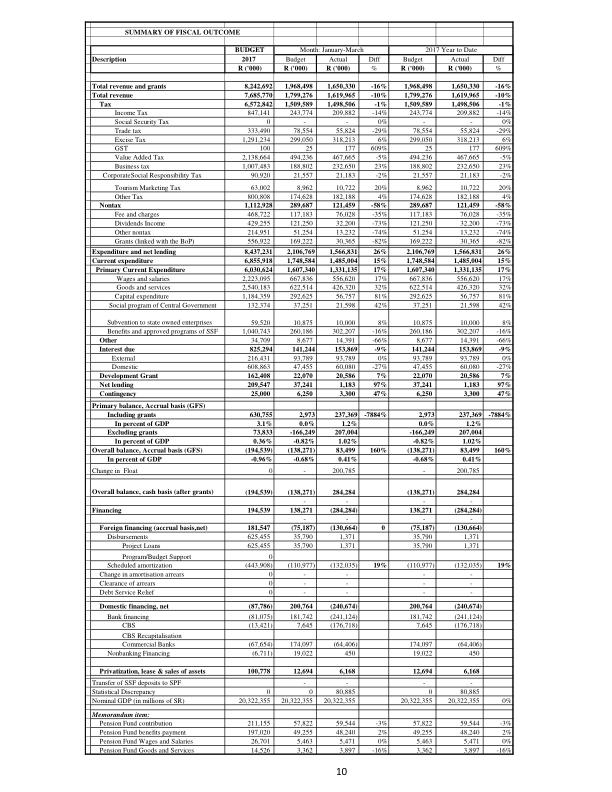 SUMMARY OF FISCAL OUTCOME
BUDGET Month: January-March 2017 Year to Date
Description 2017 Budget Actual Diff Budget Actual Diff
R ('000) R ('000) R ('000) % R ('000) R ('000) %
Total revenue and grants 8,242,692 1,968,498 1,650,330 -16% 1,968,498 1,650,330 -16%
Total revenue 7,685,770 1,799,276 1,619,965 -10% 1,799,276 1,619,965 -10%
Tax 6,572,842 1,509,589 1,498,506 -1% 1,509,589 1,498,506 -1%
Income Tax 847,141 243,774 209,882 -14% 243,774 209,882 -14%
Social Security Tax 0 - - 0% - - 0%
Trade tax 333,490 78,554 55,824 -29% 78,554 55,824 -29%
Excise Tax 1,291,234 299,050 318,213 6% 299,050 318,213 6%
GST 100 25 177 609% 25 177 609%
Value Added Tax 2,138,664 494,236 467,665 -5% 494,236 467,665 -5%
Business tax 1,007,483 188,802 232,650 23% 188,802 232,650 23%
CorporateSocial Responsibility Tax 90,920 21,557 21,183 -2% 21,557 21,183 -2%
Tourism Marketing Tax 63,002 8,962 10,722 20% 8,962 10,722 20%
Other Tax 800,808 174,628 182,188 4% 174,628 182,188 4%
Nontax 1,112,928 289,687 121,459 -58% 289,687 121,459 -58%
Fee and charges 468,722 117,183 76,028 -35% 117,183 76,028 -35%
Dividends Income 429,255 121,250 32,200 -73% 121,250 32,200 -73%
Other nontax 214,951 51,254 13,232 -74% 51,254 13,232 -74%
Grants (linked with the BoP) 556,922 169,222 30,365 -82% 169,222 30,365 -82%
Expenditure and net lending 8,437,231 2,106,769 1,566,831 26% 2,106,769 1,566,831 26%
Current expenditure 6,855,918 1,748,584 1,485,004 15% 1,748,584 1,485,004 15%
Primary Current Expenditure 6,030,624 1,607,340 1,331,135 17% 1,607,340 1,331,135 17%
Wages and salaries 2,223,095 667,836 556,620 17% 667,836 556,620 17%
Goods and services 2,540,183 622,514 426,320 32% 622,514 426,320 32%
Capital expenditure 1,184,359 292,625 56,757 81% 292,625 56,757 81%
Social program of Central Government 132,374 37,251 21,598 42% 37,251 21,598 42%
Subvention to state owned enterprises 59,520 10,875 10,000 8% 10,875 10,000 8%
Benefits and approved programs of SSF 1,040,743 260,186 302,207 -16% 260,186 302,207 -16%
Other 34,709 8,677 14,391 -66% 8,677 14,391 -66%
Interest due 825,294 141,244 153,869 -9% 141,244 153,869 -9%
External 216,431 93,789 93,789 0% 93,789 93,789 0%
Domestic 608,863 47,455 60,080 -27% 47,455 60,080 -27%
Development Grant 162,408 22,070 20,586 7% 22,070 20,586 7%
Net lending 209,547 37,241 1,183 97% 37,241 1,183 97%
Contingency 25,000 6,250 3,300 47% 6,250 3,300 47%
Primary balance, Accrual basis (GFS)
Including grants 630,755 2,973 237,369 -7884% 2,973 237,369 -7884%
In percent of GDP 3.1% 0.0% 1.2% 0.0% 1.2%
Excluding grants 73,833 -166,249 207,004 -166,249 207,004
In percent of GDP 0.36% -0.82% 1.02% -0.82% 1.02%
Overall balance, Accrual basis (GFS) (194,539) (138,271) 83,499 160% (138,271) 83,499 160%
In percent of GDP -0.96% -0.68% 0.41% -0.68% 0.41%
Change in Float 0 - 200,785 - 200,785
Overall balance, cash basis (after grants) (194,539) (138,271) 284,284 (138,271) 284,284
- - - -
Financing 194,539 138,271 (284,284) 138,271 (284,284)
- - - -
Foreign financing (accrual basis,net) 181,547 (75,187) (130,664) 0 (75,187) (130,664)
Disbursements 625,455 35,790 1,371 35,790 1,371
Project Loans 625,455 35,790 1,371 35,790 1,371
Program/Budget Support 0
Scheduled amortization (443,908) (110,977) (132,035) 19% (110,977) (132,035) 19%
Change in amortisation arrears 0 - - - -
Clearance of arrears 0 - - - -
Debt Service Relief 0 - - - -
Domestic financing, net (87,786) 200,764 (240,674) 200,764 (240,674)
Bank financing (81,075) 181,742 (241,124) 181,742 (241,124)
CBS (13,421) 7,645 (176,718) 7,645 (176,718)
CBS Recapitalisation
Commercial Banks (67,654) 174,097 (64,406) 174,097 (64,406)
Nonbanking Financing (6,711) 19,022 450 19,022 450
Privatization, lease & sales of assets 100,778 12,694 6,168 12,694 6,168
Transfer of SSF deposits to SPF - - - -
Statistical Discrepancy 0 0 80,885 0 80,885
Nominal GDP (in millions of SR) 20,322,355 20,322,355 20,322,355 20,322,355 20,322,355 0%
Memorandum item:
Pension Fund contribution 211,155 57,822 59,544 -3% 57,822 59,544 -3%
Pension Fund benefits payment 197,020 49,255 48,240 2% 49,255 48,240 2%
Pension Fund Wages and Salaries 26,701 5,463 5,471 0% 5,463 5,471 0%
Pension Fund Goods and Services 14,526 3,362 3,897 -16% 3,362 3,897 -16%
10